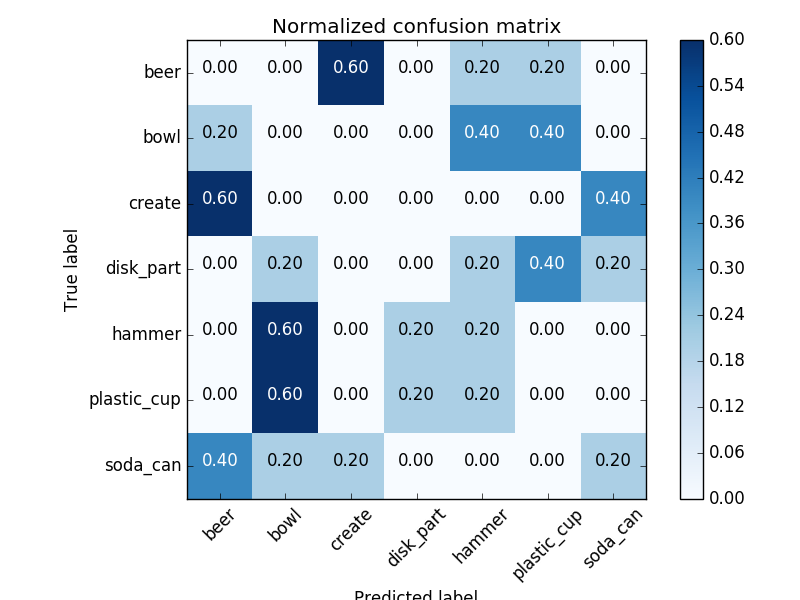 Normalized confusion matrix
beer 0.00 0.00 0.60 0.00 0.20 0.20 0.00
bowl 0.20 0.00 0.00 0.00 0.40 0.40 0.00
create 0.60 0.00 0.00 0.00 0.00 0.00 0.40
disk_part 0.00 0.20 0.00 0.00 0.20 0.40 0.20
hammer 0.00 0.60 0.00 0.20 0.20 0.00 0.00
plastic_cup 0.00 0.60 0.00 0.20 0.20 0.00 0.00
soda_can 0.40 0.20 0.20 0.00 0.00 0.00 0.20
True label
beer bowl create disk_part hammer plastic_cup soda_can
Predicted label
0.60
0.54
0.48
0.42
0.36
0.30
0.24
0.18
0.12
0.06
0.00